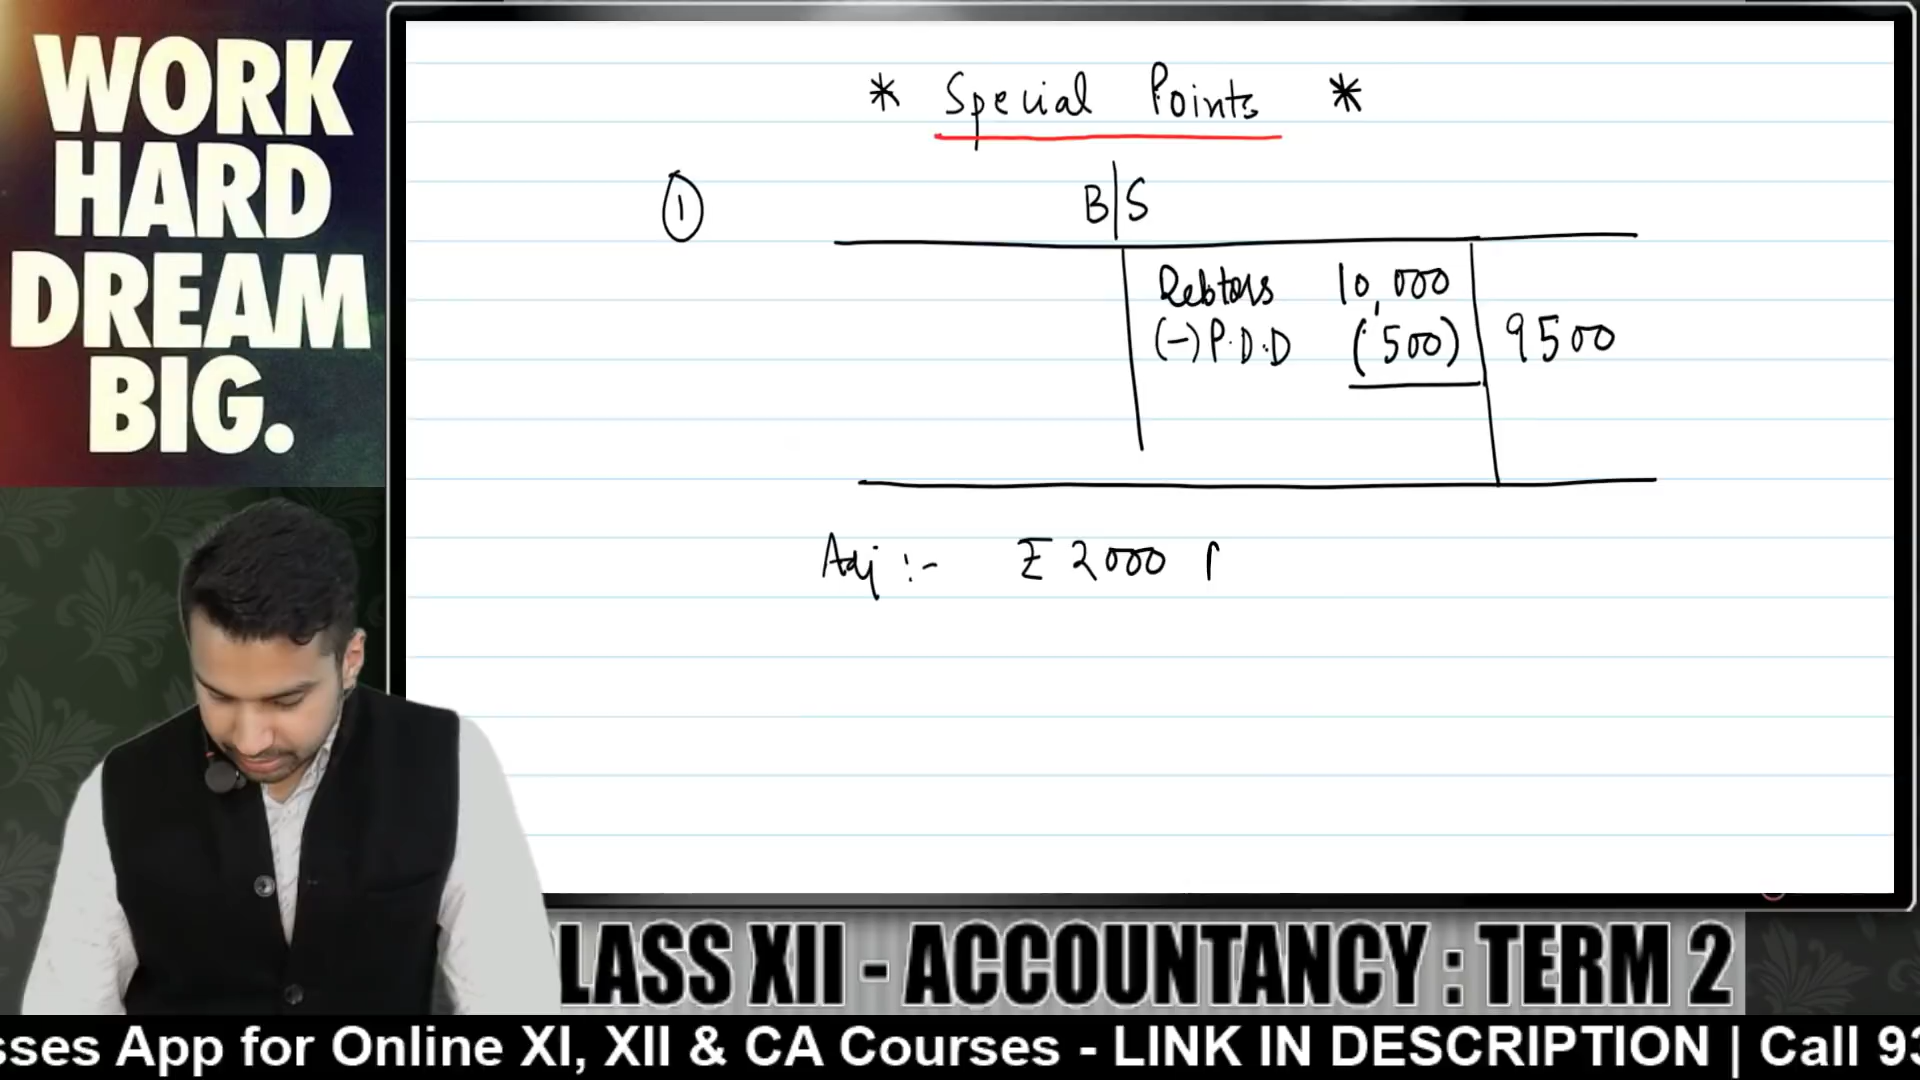 WORK
HARD
DREAM
BIG.
* Special Points *
①
B/S
Debtors 10,000
(-) P.D.D (500) 9500
Adj :- ₹ 2000
LASS XII - ACCOUNTANCY : TERM 2
sses App for Online XI, XII & CA Courses - LINK IN DESCRIPTION | Call 93